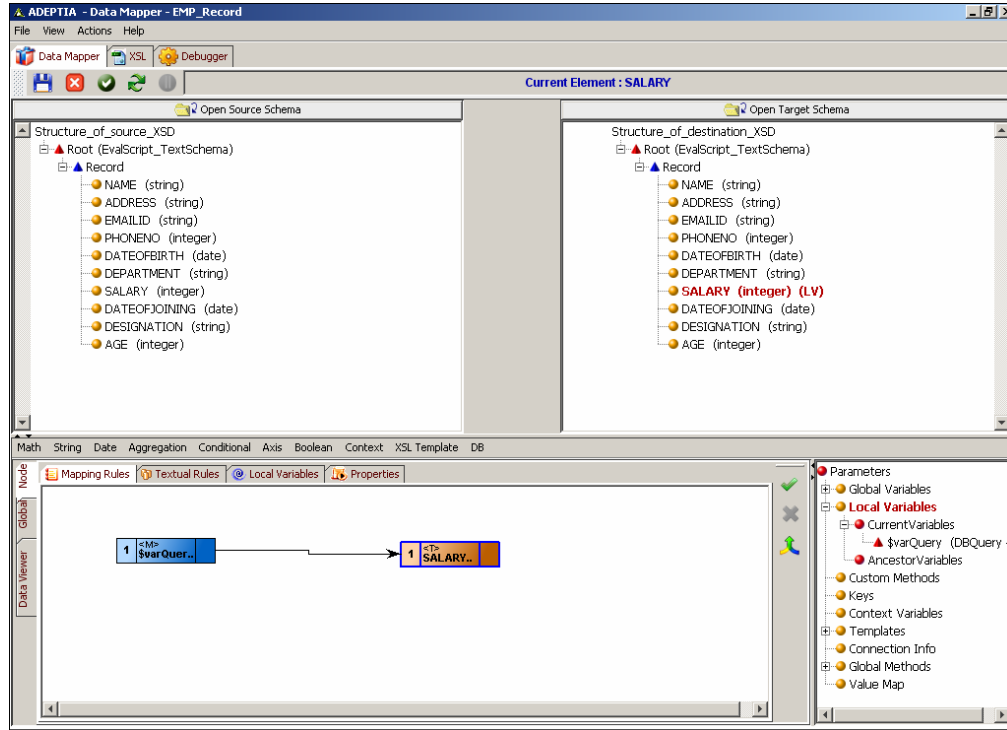 ADEPTIA - Data Mapper - EMP_Record
File View Actions Help
Data Mapper XSL Debugger
Current Element : SALARY
Open Source Schema
Structure_of_source_XSD
Root (EvalScript_TextSchema)
Record
NAME (string)
ADDRESS (string)
EMAILID (string)
PHONENO (integer)
DATEOFBIRTH (date)
DEPARTMENT (string)
SALARY (integer)
DATEOFJOINING (date)
DESIGNATION (string)
AGE (integer)
Open Target Schema
Structure_of_destination_XSD
Root (EvalScript_TextSchema)
Record
NAME (string)
ADDRESS (string)
EMAILID (string)
PHONENO (integer)
DATEOFBIRTH (date)
DEPARTMENT (string)
SALARY (integer) (LV)
DATEOFJOINING (date)
DESIGNATION (string)
AGE (integer)
Math String Date Aggregation Conditional Axis Boolean Context XSL Template DB
Node
Global
Data Viewer
Mapping Rules Textual Rules Local Variables Properties
1 <M>
$varQuer..
1 <T>
SALARY..
Parameters
Global Variables
Local Variables
CurrentVariables
$varQuery (DBQuery -
AncestorVariables
Custom Methods
Keys
Context Variables
Templates
Connection Info
Global Methods
Value Map